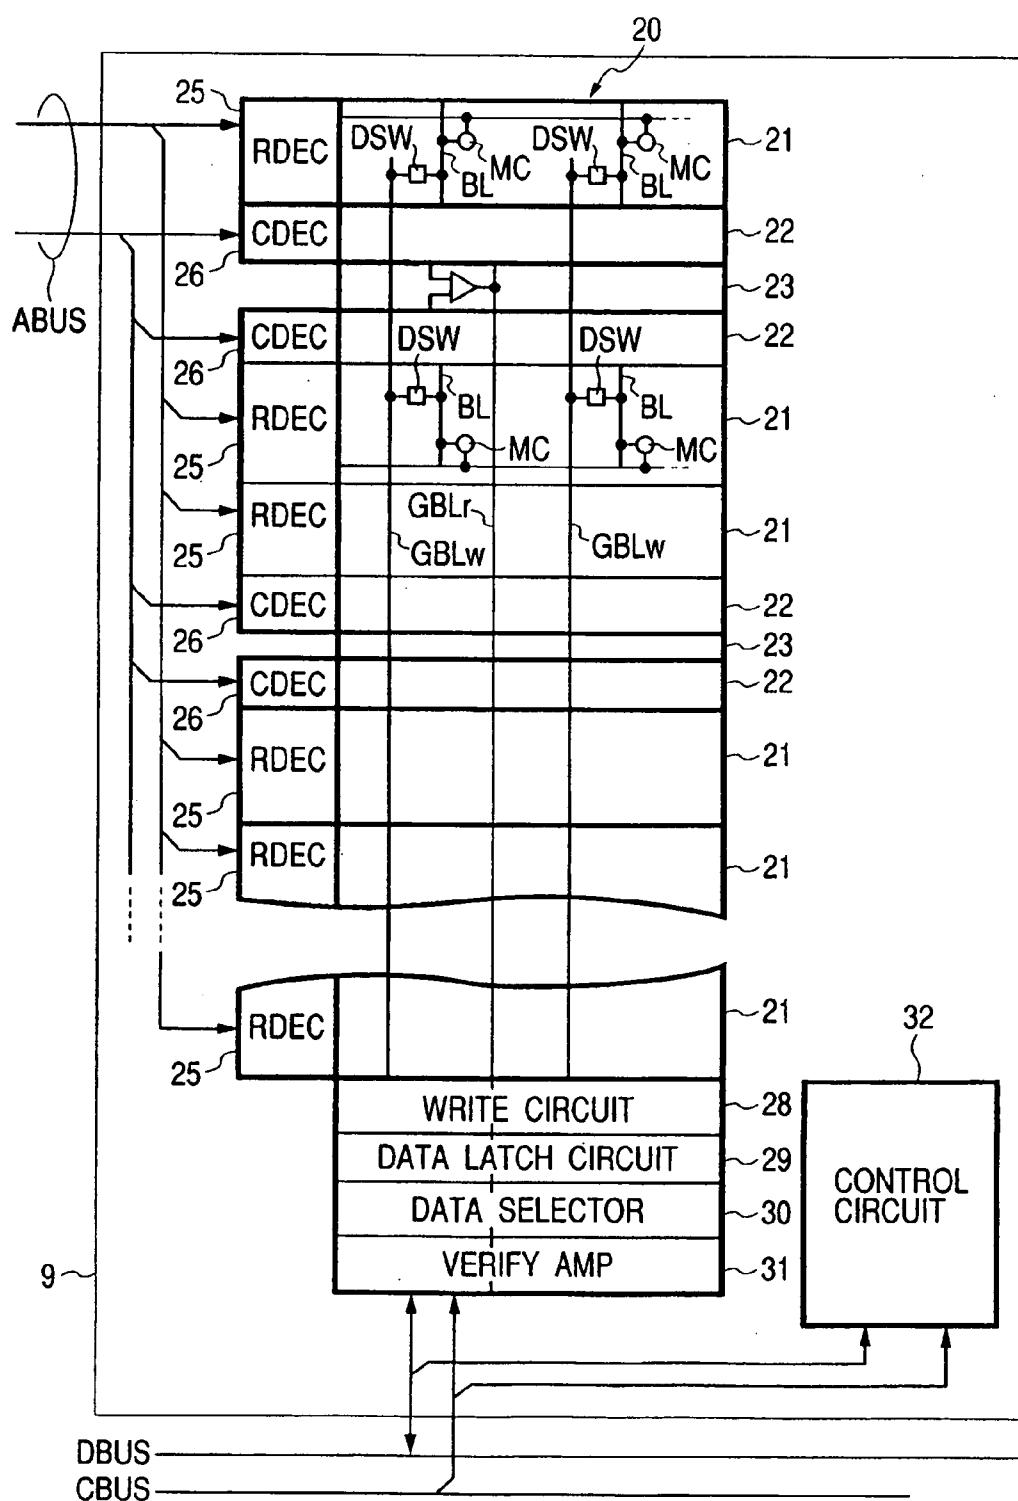 20
25
RDEC
DSW
MC
BL
DSW
MC
BL
21
CDEC
22
26
23
ABUS
CDEC
DSW
DSW
22
26
RDEC
BL
MC
BL
MC
21
25
RDEC
GBLr
GBLw
GBLw
21
25
CDEC
22
26
23
CDEC
22
26
RDEC
21
25
RDEC
21
25
RDEC
21
25
32
WRITE CIRCUIT
28
DATA LATCH CIRCUIT
29
DATA SELECTOR
30
VERIFY AMP
31
CONTROL
CIRCUIT
9
DBUS
CBUS